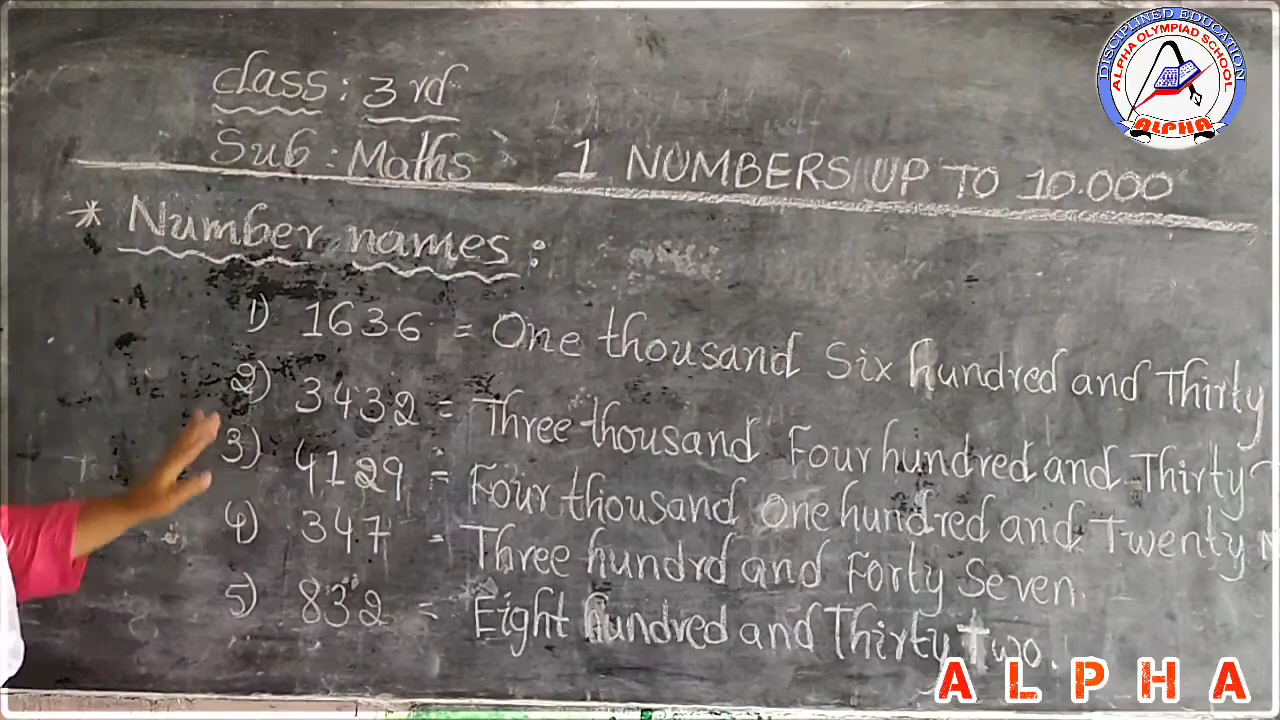 DISCIPLINED EDUCATION
ALPHA OLYMPIAD SCHOOL
ALPHA
class : 3rd
Sub : Maths
1 NUMBERS UP TO 10.000
* Number names :
1) 1636 = One thousand Six hundred and Thirty
2) 3432 = Three thousand Four hundred and Thirty
3) 4129 = Four thousand One hundred and Twenty N
4) 347 = Three hundrd and Forty Seven.
5) 832 = Eight hundred and Thirty Two.
ALPHA